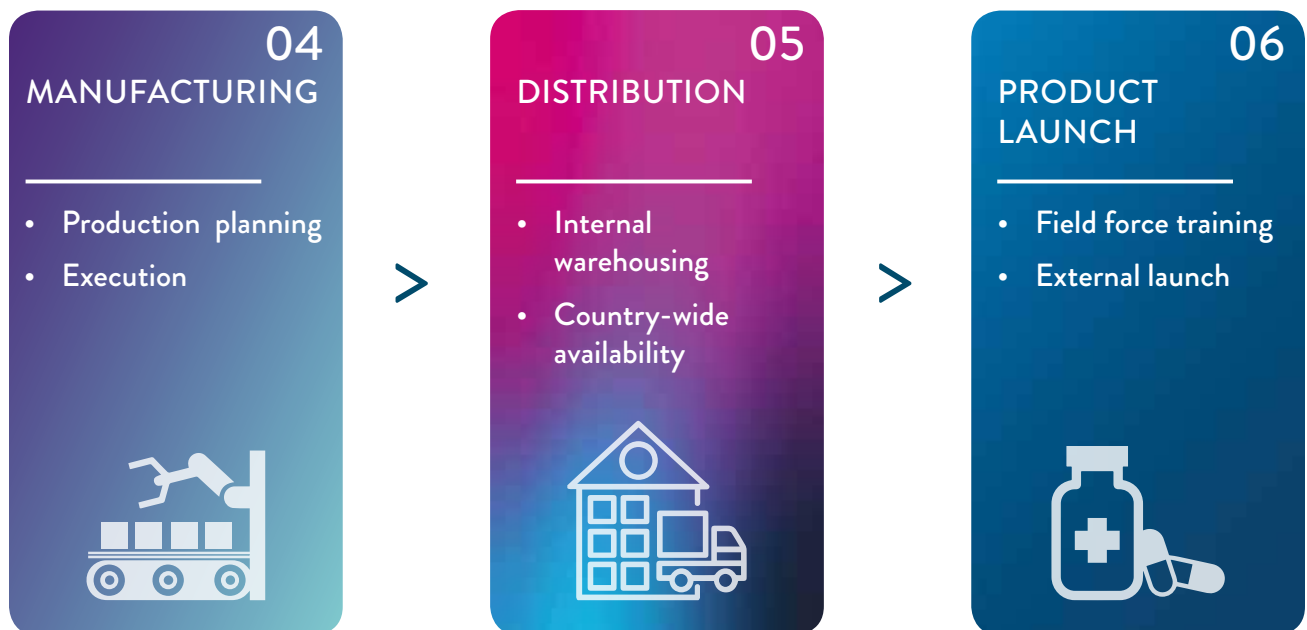 04
MANUFACTURING
• Production planning
• Execution
>
05
DISTRIBUTION
• Internal
warehousing
• Country-wide
availability
>
06
PRODUCT
LAUNCH
• Field force training
• External launch